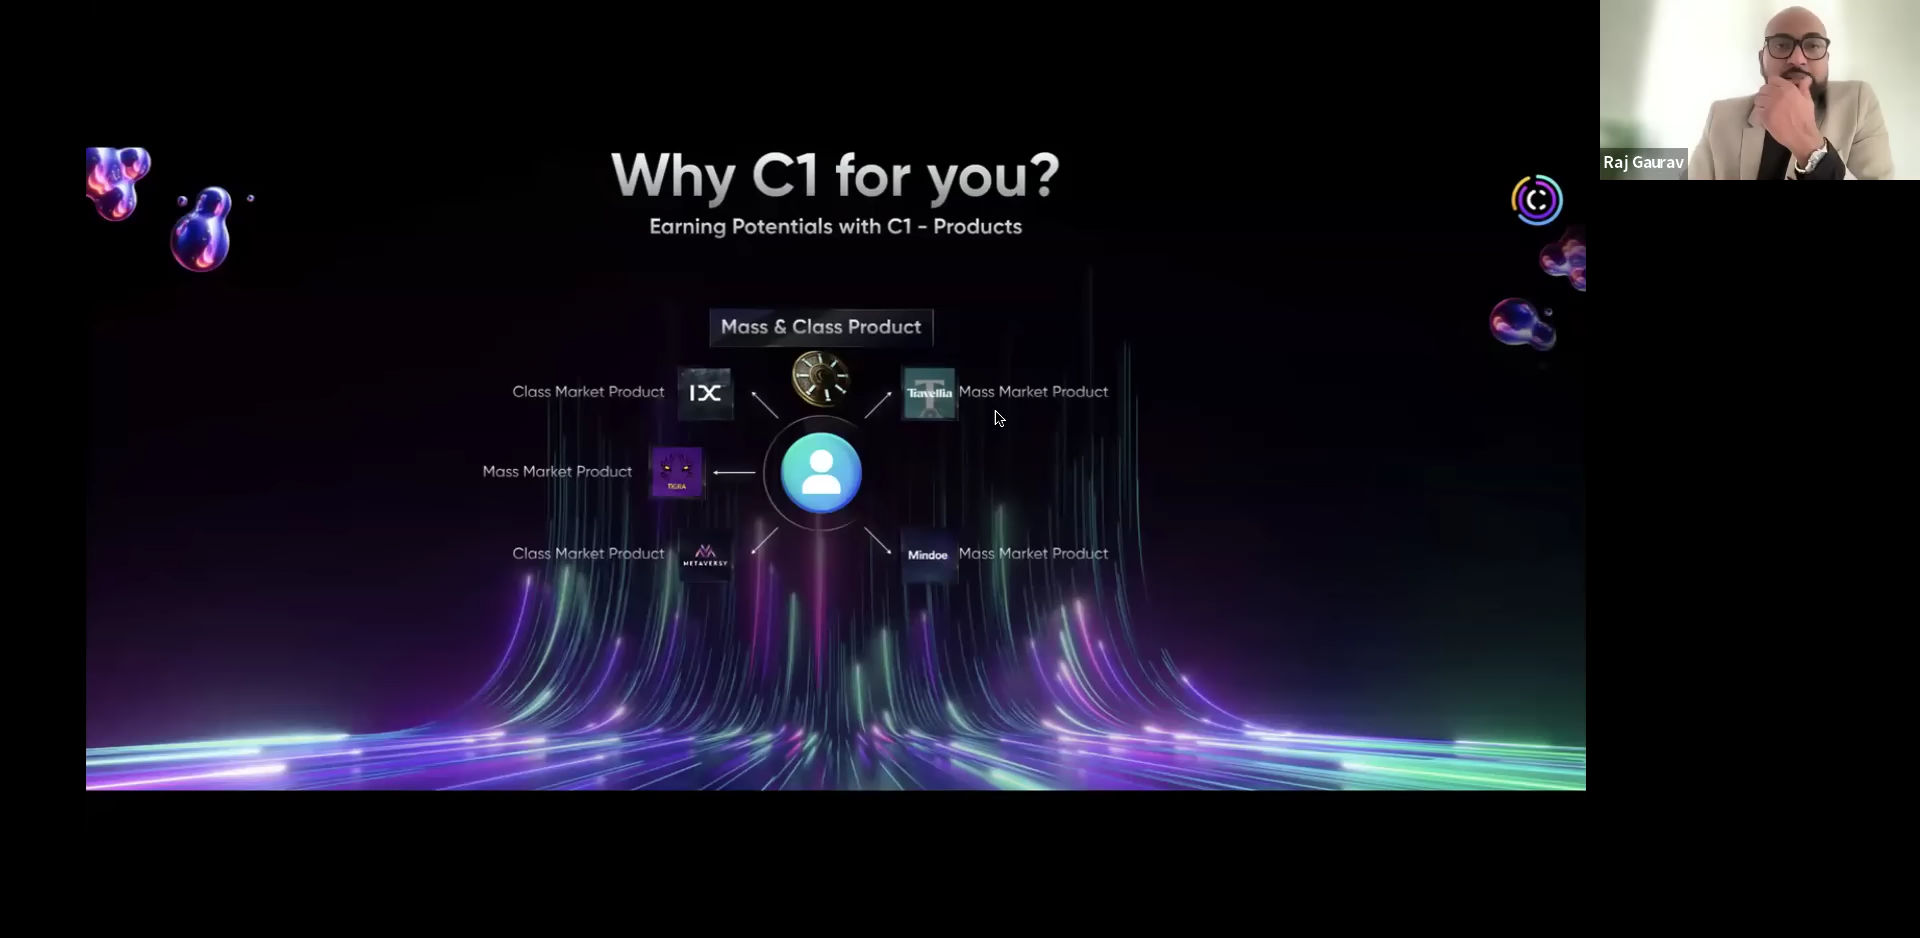 Why C1 for you?
Earning Potentials with C1 - Products
Raj Gaurav
Mass & Class Product
Class Market Product
IX
Travellia
Mass Market Product
Mass Market Product
TIGRA
Class Market Product
METAVERSY
Mindoe
Mass Market Product